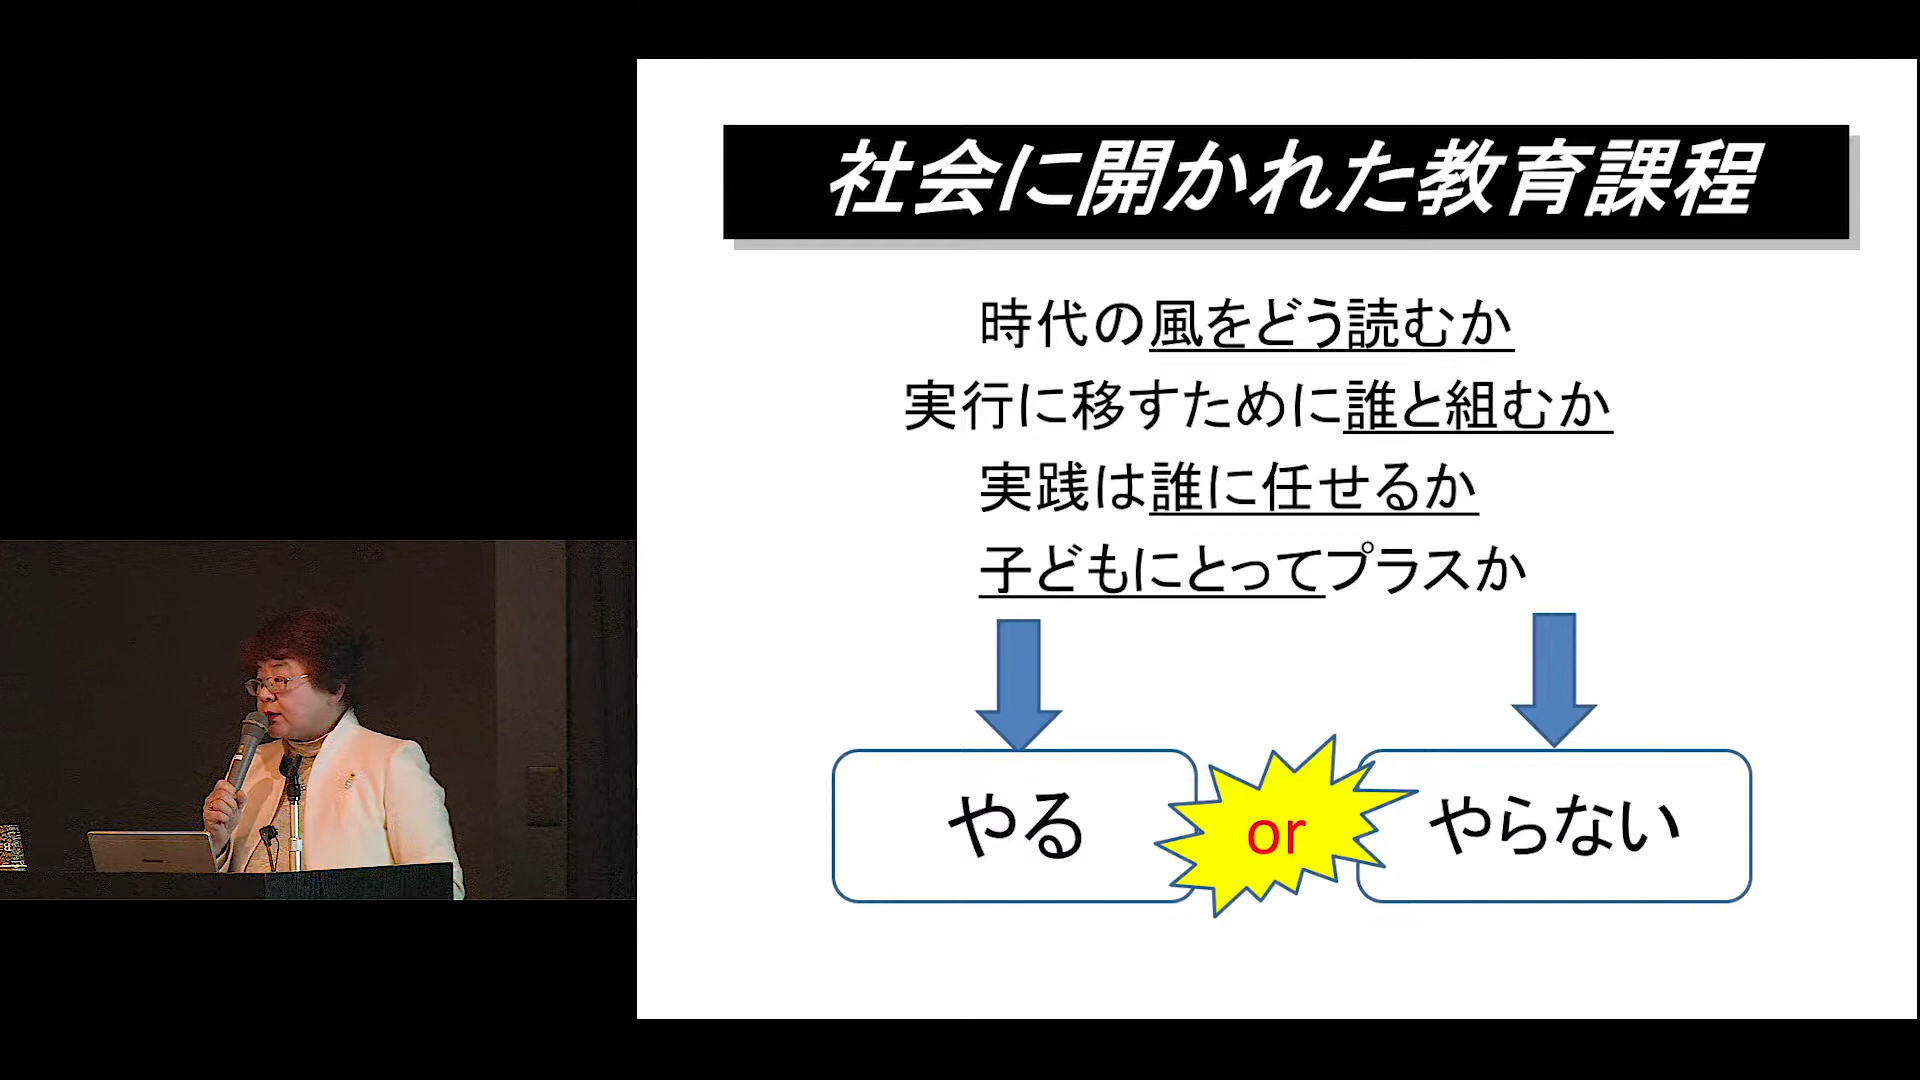 社会に開かれた教育課程
時代の風をどう読むか
実行に移すために誰と組むか
実践は誰に任せるか
子どもにとってプラスか
やる
or
やらない